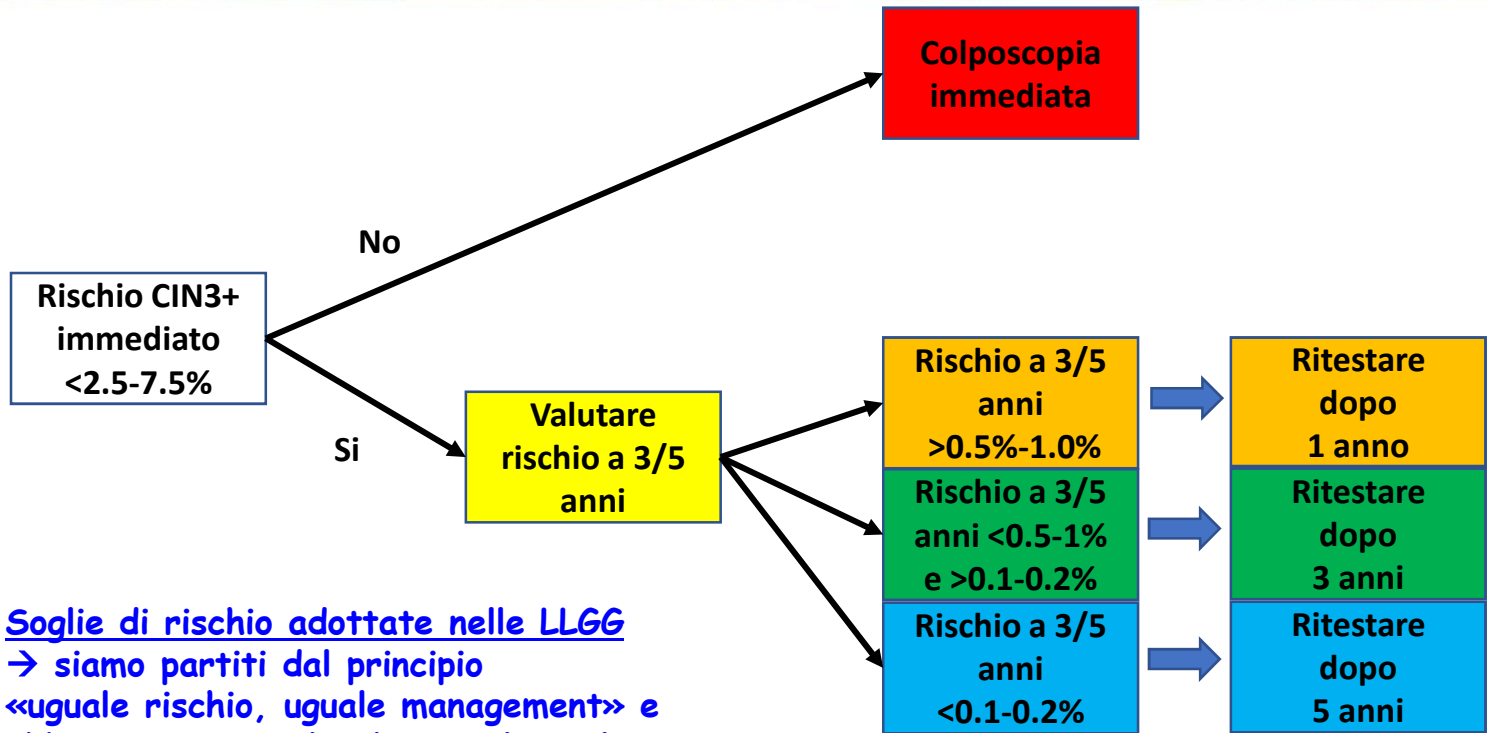 Colposcopia
immediata
No
Rischio CIN3+
immediato
<2.5-7.5%
Si
Valutare
rischio a 3/5
anni
Rischio a 3/5
anni
>0.5%-1.0%
Ritestare
dopo
1 anno
Rischio a 3/5
anni <0.5-1%
e >0.1-0.2%
Ritestare
dopo
3 anni
Rischio a 3/5
anni
<0.1-0.2%
Ritestare
dopo
5 anni
Soglie di rischio adottate nelle LLGG
→ siamo partiti dal principio
«uguale rischio, uguale management» e